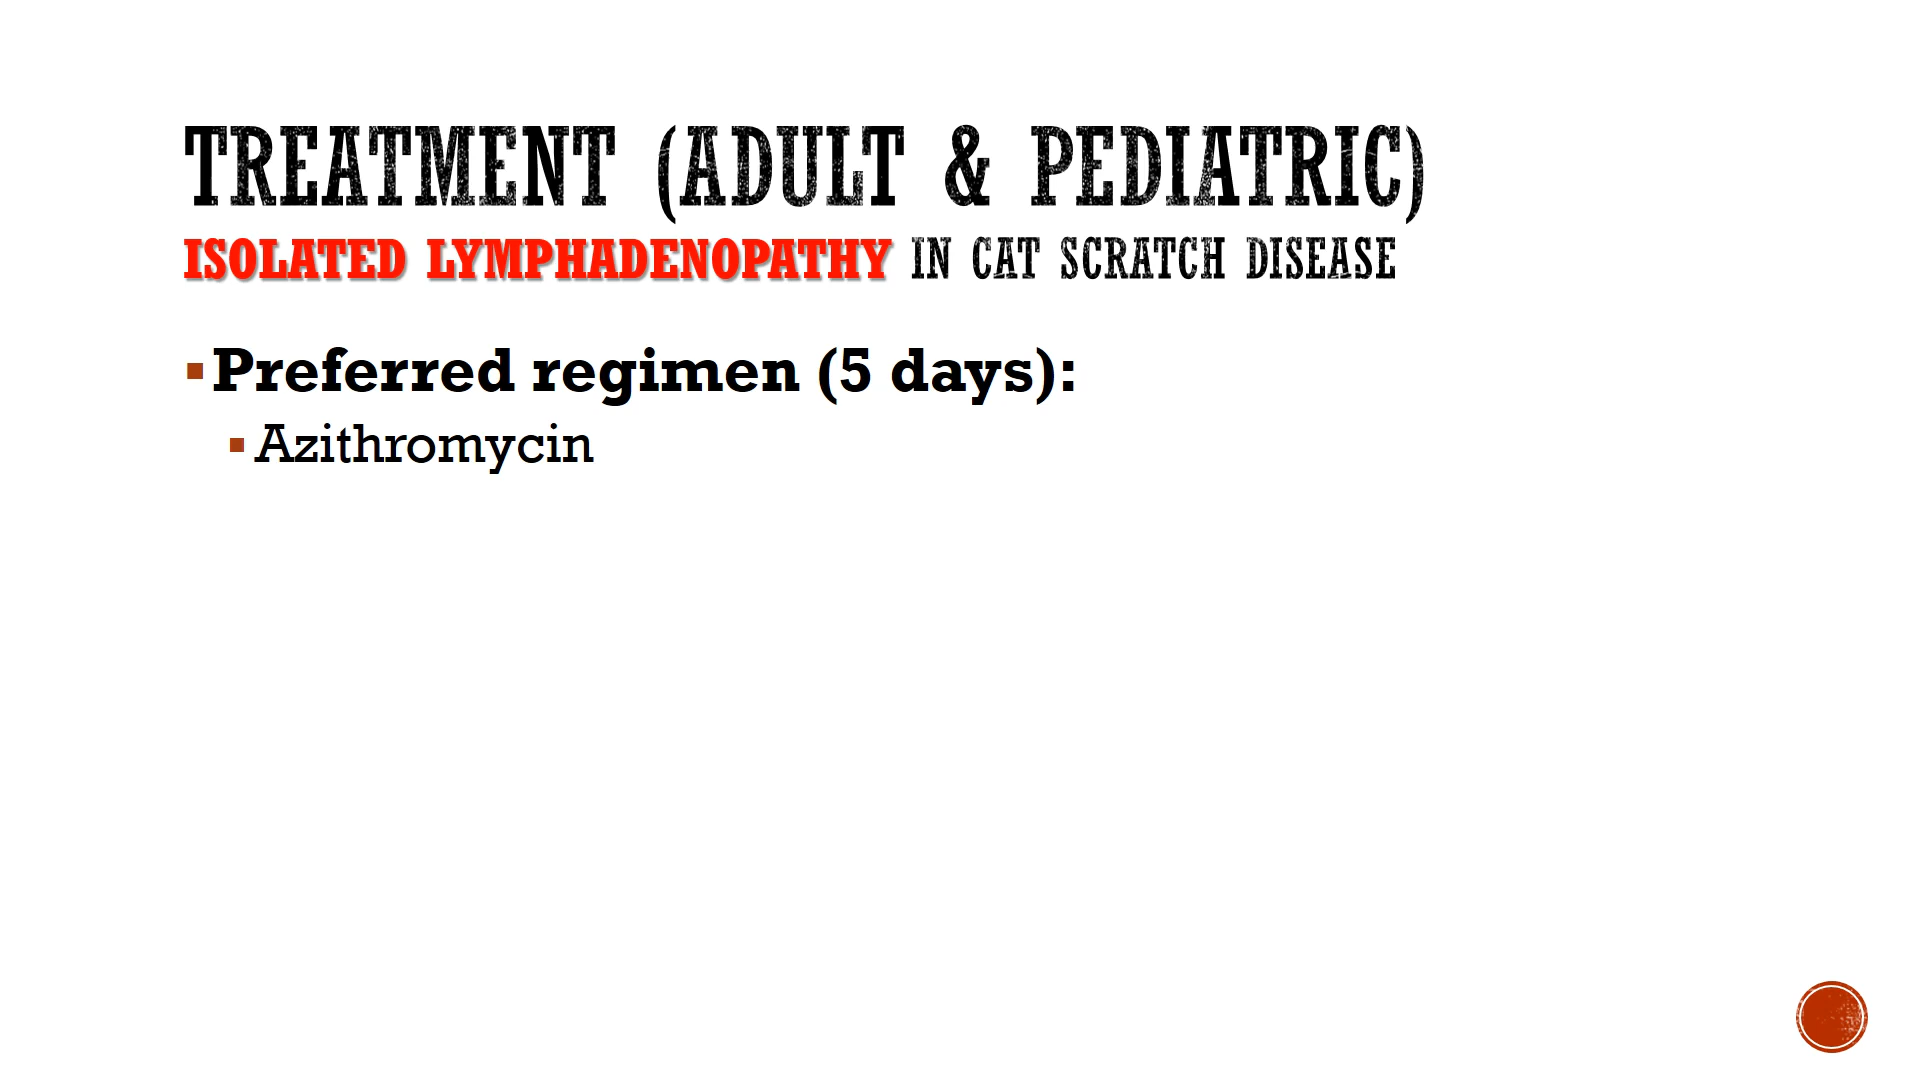 TREATMENT (ADULT & PEDIATRIC)
ISOLATED LYMPHADENOPATHY IN CAT SCRATCH DISEASE
▪Preferred regimen (5 days):
▪Azithromycin